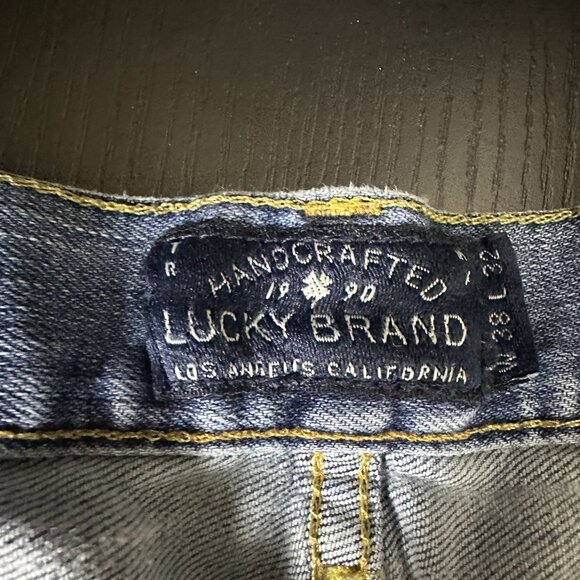 T
R
HANDCRAFTED
19 90
LUCKY BRAND
LOS ANGELES CALIFORNIA
W 38 L 32